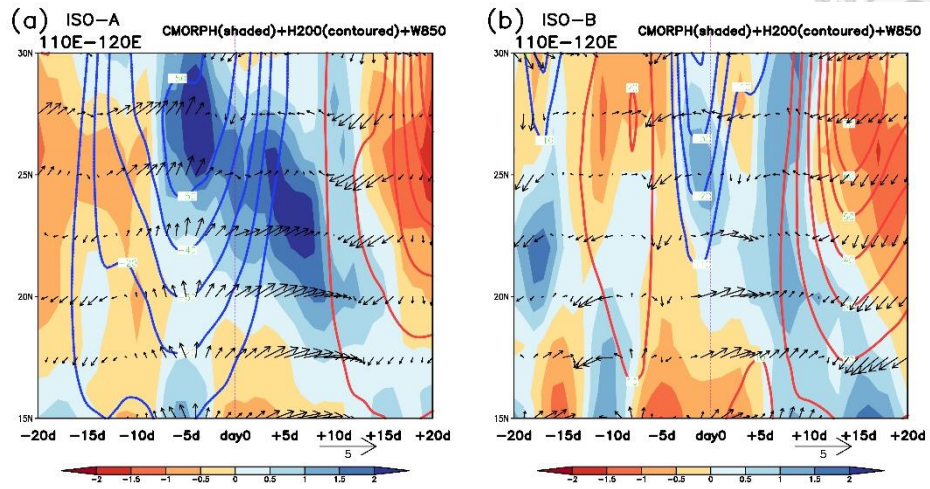 (a) ISO-A
110E-120E
CMORPH(shaded)+H200(contoured)+W850
30N
25N
20N
15N
-20d -15d -10d -5d day0 +5d +10d +15d +20d
5
-2 -1.5 -1 -0.5 0 0.5 1 1.5 2
(b) ISO-B
110E-120E
CMORPH(shaded)+H200(contoured)+W850
30N
25N
20N
15N
-20d -15d -10d -5d day0 +5d +10d +15d +20d
5
-2 -1.5 -1 -0.5 0 0.5 1 1.5 2